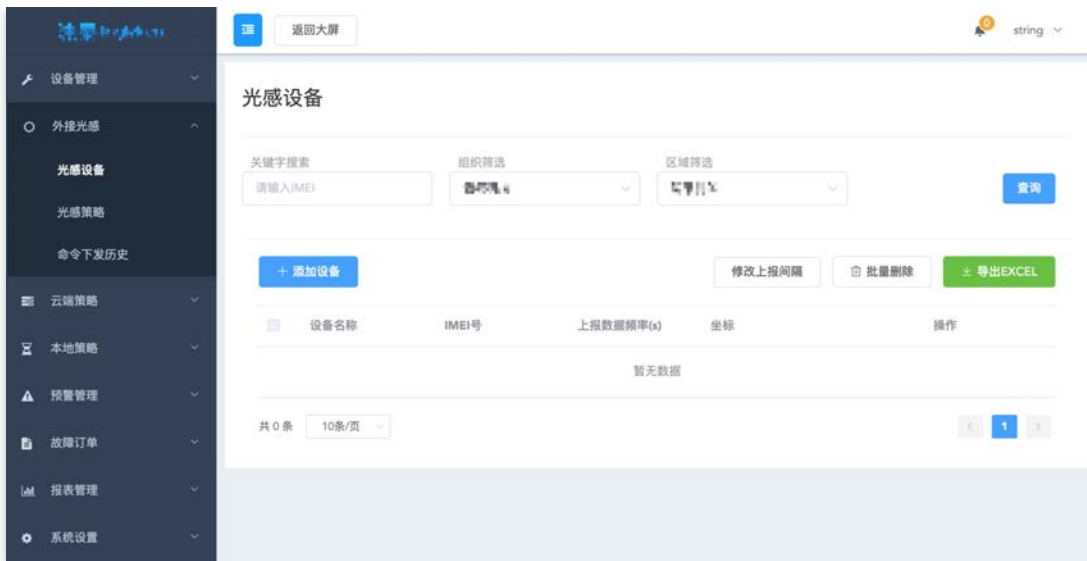 返回大屏
0
string
设备管理
外接光感
光感设备
光感策略
命令下发历史
云端策略
本地策略
预警管理
故障订单
报表管理
系统设置
光感设备
关键字搜索 组织筛选 区域筛选
请输入IMEI
查询
+ 添加设备 修改上报间隔 批量删除 导出EXCEL
设备名称 IMEI号 上报数据频率(s) 坐标 操作
暂无数据
共 0 条 10条/页 < 1 >